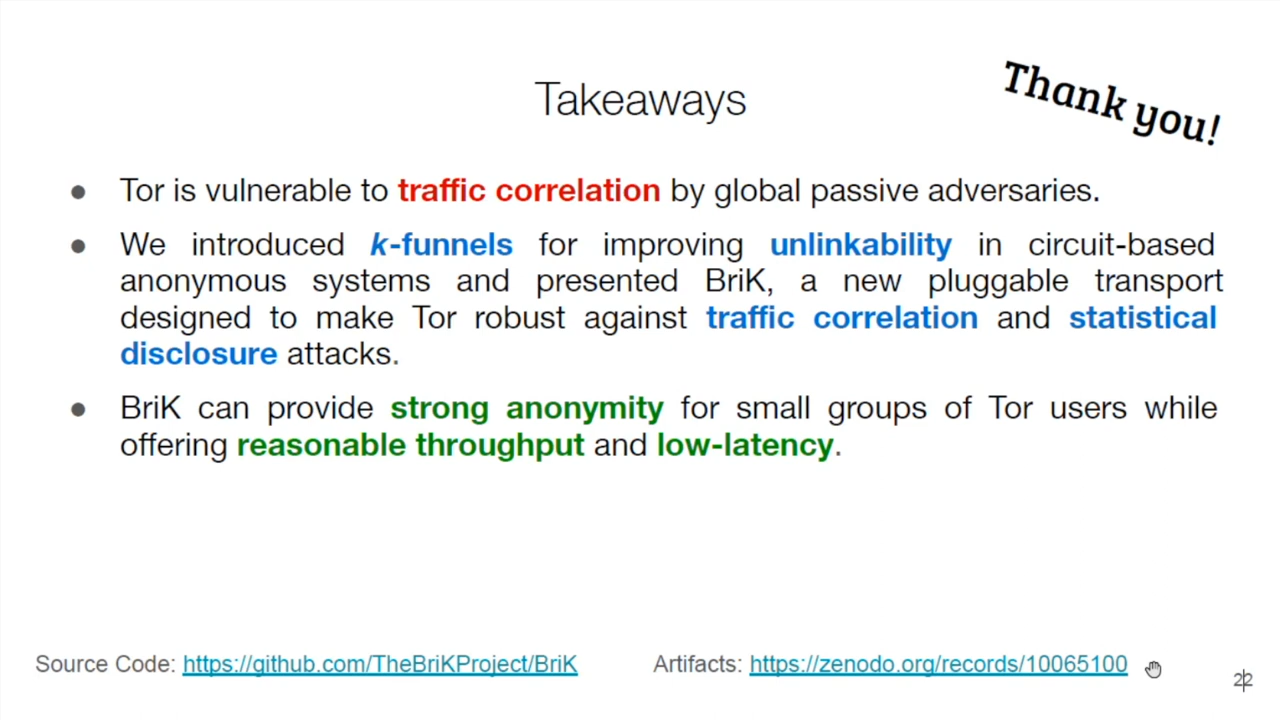 Thank you!
Takeaways
● Tor is vulnerable to traffic correlation by global passive adversaries.
● We introduced k-funnels for improving unlinkability in circuit-based
anonymous systems and presented BriK, a new pluggable transport
designed to make Tor robust against traffic correlation and statistical
disclosure attacks.
● BriK can provide strong anonymity for small groups of Tor users while
offering reasonable throughput and low-latency.
Source Code: https://github.com/TheBriKProject/BriK Artifacts: https://zenodo.org/records/10065100
22